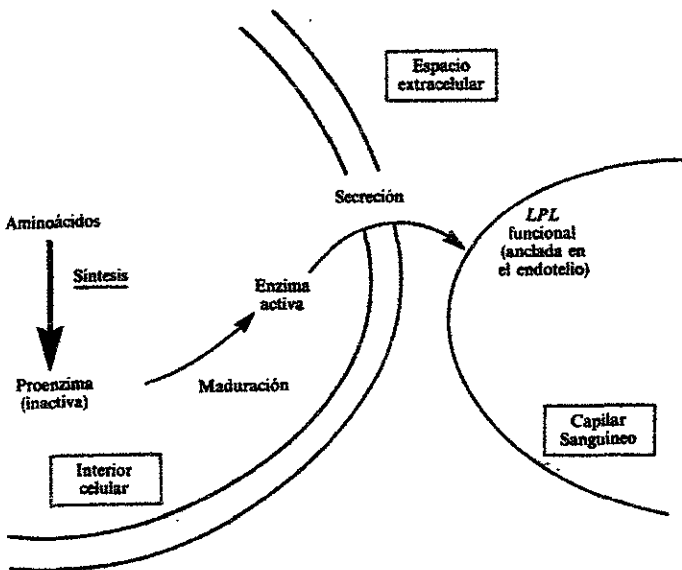 Espacio
extracelular
Secreción
Aminoácidos
LPL
funcional
(anclada en
el endotelio)
Síntesis
Enzima
activa
Proenzima
(inactiva)
Maduración
Capilar
Sanguíneo
Interior
celular